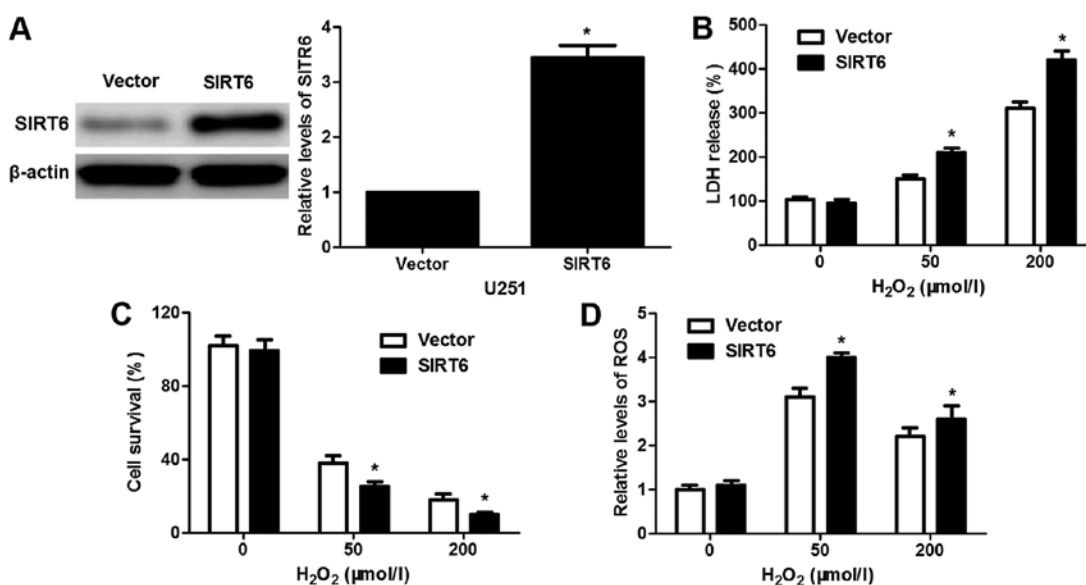 A
Vector SIRT6
SIRT6
β-actin
Relative levels of SITR6
4
3
2
1
0
*
Vector SIRT6
U251
B
Vector
SIRT6
LDH release (%)
500
400
300
200
100
0
*
*
0 50 200
H₂O₂ (µmol/l)
C
Vector
SIRT6
Cell survival (%)
120
80
40
0
*
*
0 50 200
H₂O₂ (µmol/l)
D
Vector
SIRT6
Relative levels of ROS
5
4
3
2
1
0
*
*
0 50 200
H₂O₂ (µmol/l)